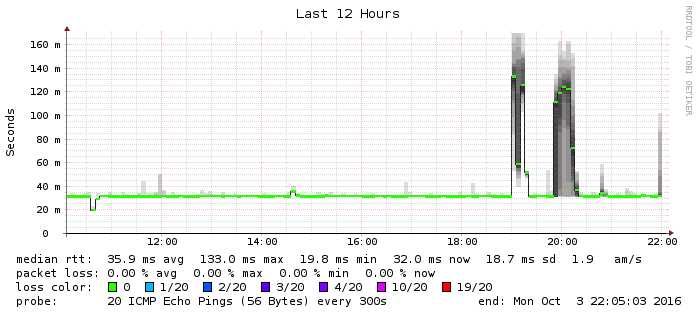 Last 12 Hours
RRDTOOL / TOBI OETIKER
Seconds
160 m
140 m
120 m
100 m
80 m
60 m
40 m
20 m
0
12:00 14:00 16:00 18:00 20:00 22:00
median rtt: 35.9 ms avg 133.0 ms max 19.8 ms min 32.0 ms now 18.7 ms sd 1.9 am/s
packet loss: 0.00 % avg 0.00 % max 0.00 % min 0.00 % now
loss color: 0 1/20 2/20 3/20 4/20 10/20 19/20
probe: 20 ICMP Echo Pings (56 Bytes) every 300s end: Mon Oct 3 22:05:03 2016